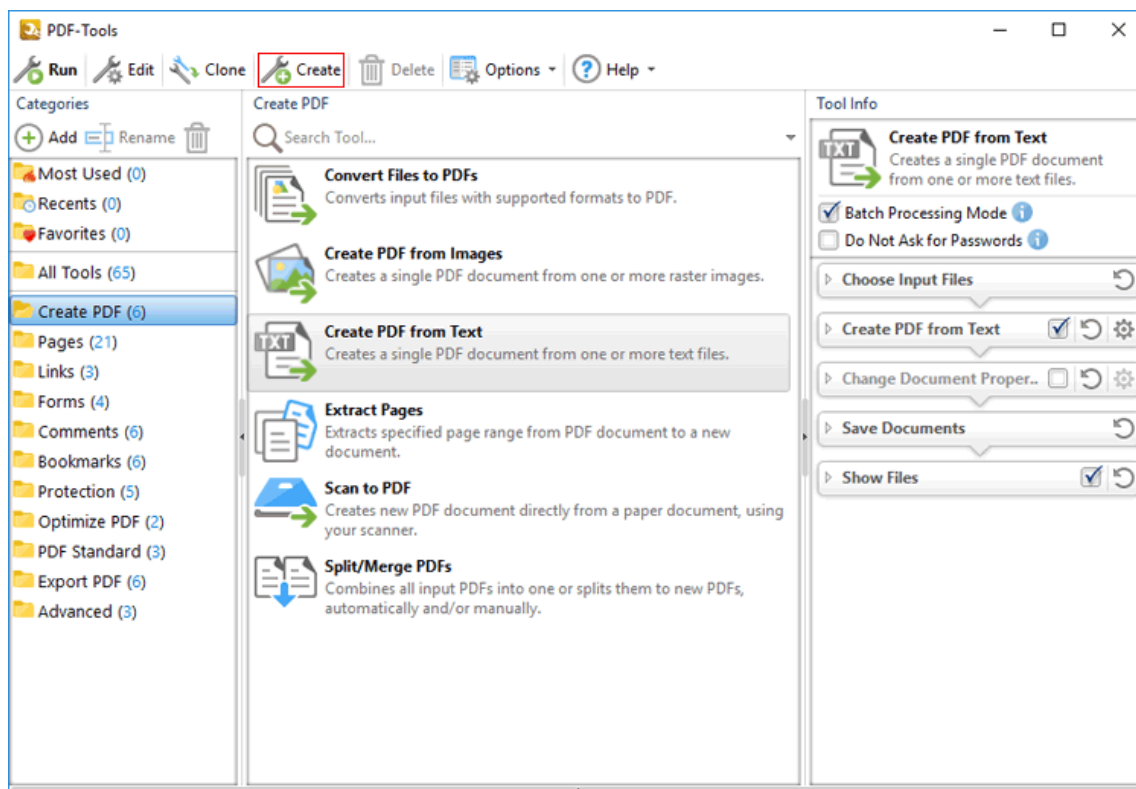 PDF-Tools
Run Edit Clone Create Delete Options Help
Categories
Add Rename
Most Used (0)
Recents (0)
Favorites (0)
All Tools (65)
Create PDF (6)
Pages (21)
Links (3)
Forms (4)
Comments (6)
Bookmarks (6)
Protection (5)
Optimize PDF (2)
PDF Standard (3)
Export PDF (6)
Advanced (3)
Create PDF
Search Tool...
Convert Files to PDFs
Converts input files with supported formats to PDF.
Create PDF from Images
Creates a single PDF document from one or more raster images.
TXT
Create PDF from Text
Creates a single PDF document from one or more text files.
Extract Pages
Extracts specified page range from PDF document to a new
document.
Scan to PDF
Creates new PDF document directly from a paper document, using
your scanner.
Split/Merge PDFs
Combines all input PDFs into one or splits them to new PDFs,
automatically and/or manually.
Tool Info
TXT
Create PDF from Text
Creates a single PDF document
from one or more text files.
Batch Processing Mode
Do Not Ask for Passwords
Choose Input Files
Create PDF from Text
Change Document Proper..
Save Documents
Show Files